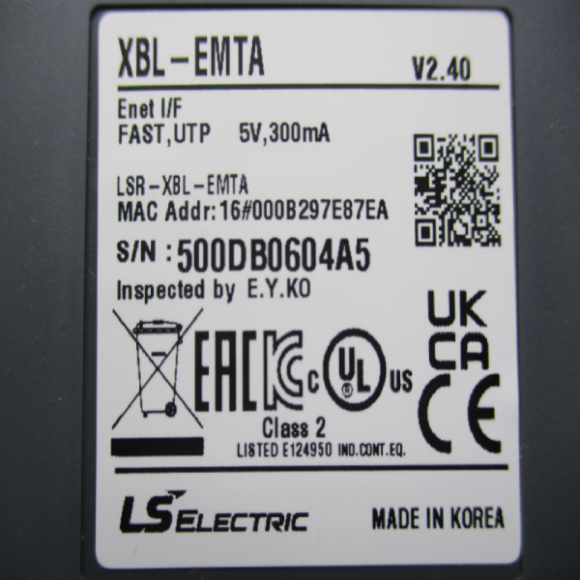 XBL-EMTA V2.40
Enet I/F
FAST,UTP 5V,300mA
LSR-XBL-EMTA
MAC Addr:16#000B297E87EA
S/N :500DB0604A5
Inspected by E.Y.KO
UK
CA
EAC KC C UL ® US CE
Class 2
LISTED E124950 IND.CONT.EQ.
LS ELECTRIC MADE IN KOREA